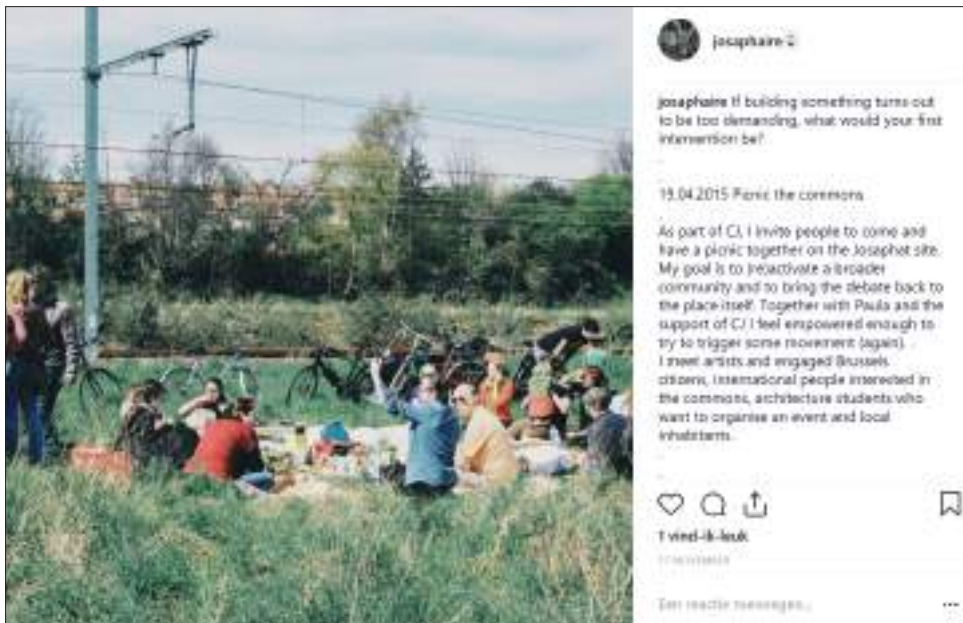 josaphaire
josaphaire If building something turns out
to be too demanding, what would your first
intervention be?
.
19.04.2015 Picnic the commons
As part of CJ, I invite people to come and
have a picnic together on the Josaphat site.
My goal is to (re)activate a broader
community and to bring the debate back to
the place itself. Together with Paula and the
support of CJ I feel empowered enough to
try to trigger some movement (again). .
I meet artists and engaged Brussels
citizens, international people interested in
the commons, architecture students who
want to organise an event and local
inhabitants.
1 vind-ik-leuk
Een reactie toevoegen...